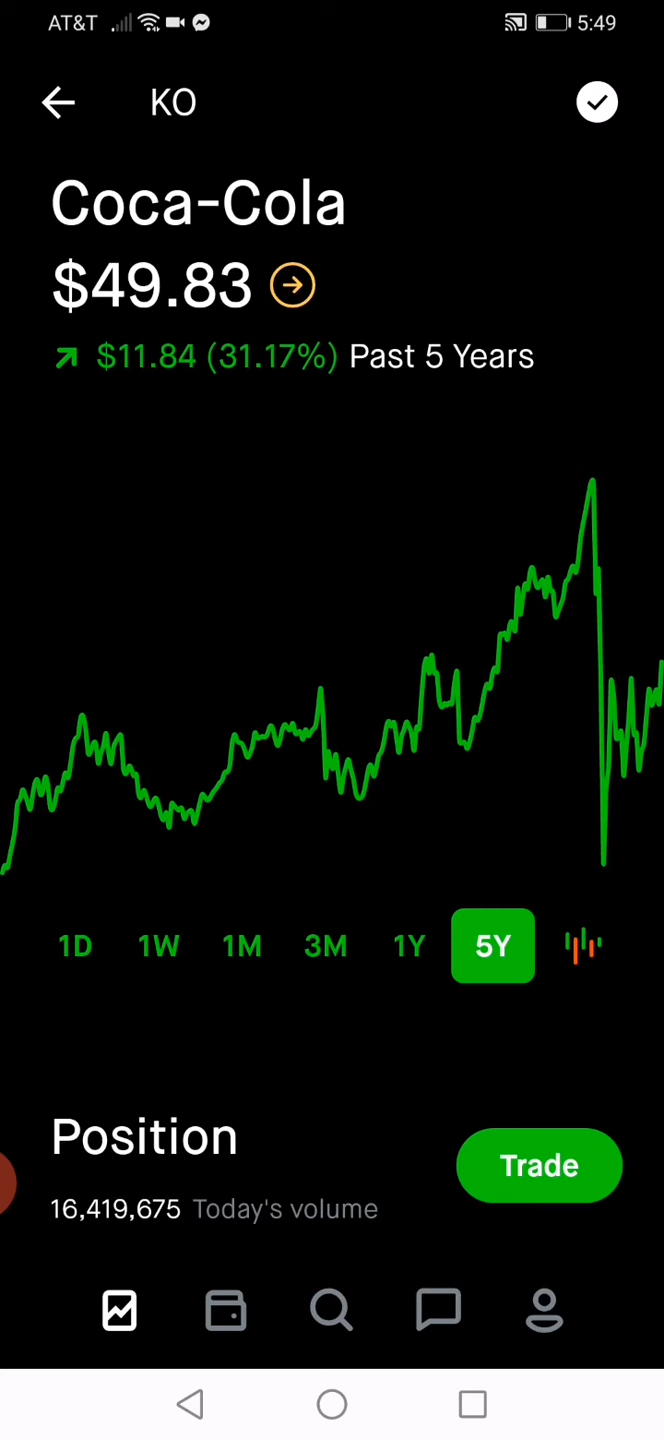 AT&T 5:49
KO
Coca-Cola
$49.83
$11.84 (31.17%) Past 5 Years
1D 1W 1M 3M 1Y 5Y
Position
Trade
16,419,675 Today's volume